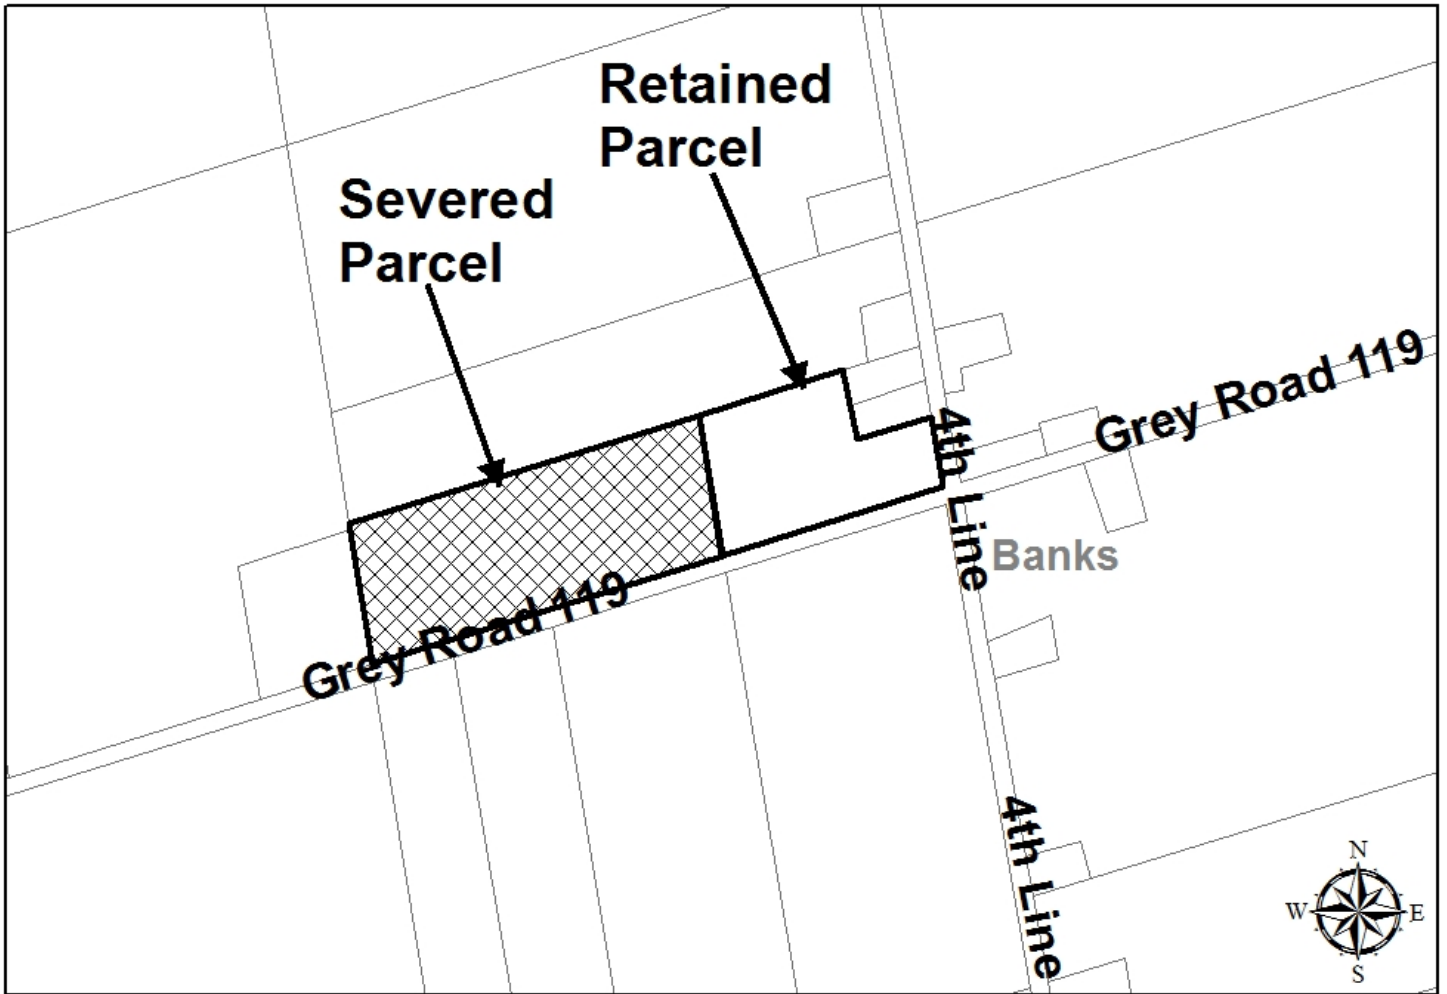 Retained
Parcel
Severed
Parcel
Grey Road 119
4th Line
Banks
Grey Road 119
4th Line
N
W E
S